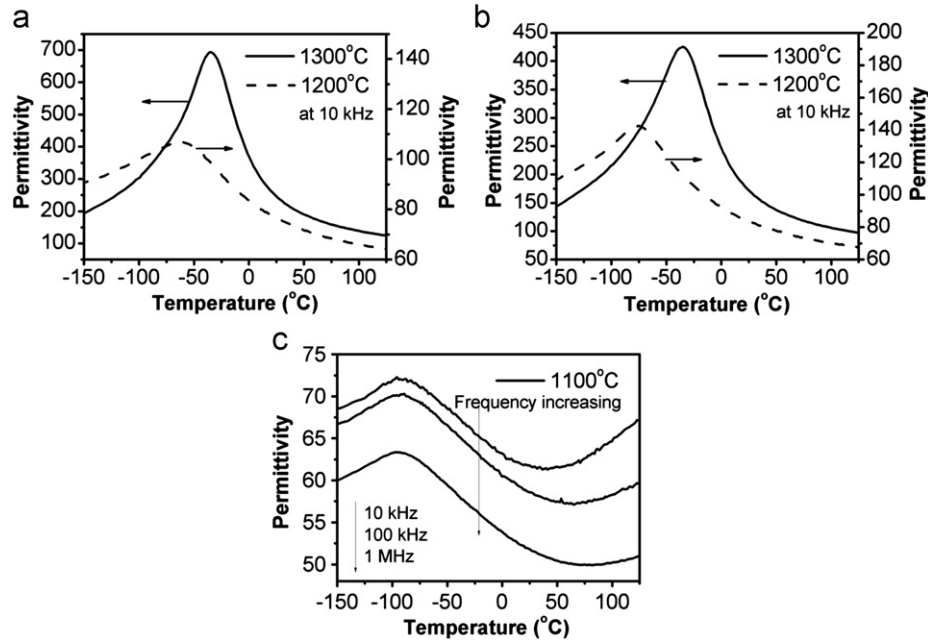 a
700
600
500
400
300
200
100
Permittivity
140
120
100
80
60
Permittivity
1300°C
1200°C
at 10 kHz
-150 -100 -50 0 50 100
Temperature (°C)
b
450
400
350
300
250
200
150
100
50
Permittivity
200
180
160
140
120
100
80
60
Permittivity
1300°C
1200°C
at 10 kHz
-150 -100 -50 0 50 100
Temperature (°C)
c
75
70
65
60
55
50
Permittivity
1100°C
Frequency increasing
10 kHz
100 kHz
1 MHz
-150 -100 -50 0 50 100
Temperature (°C)